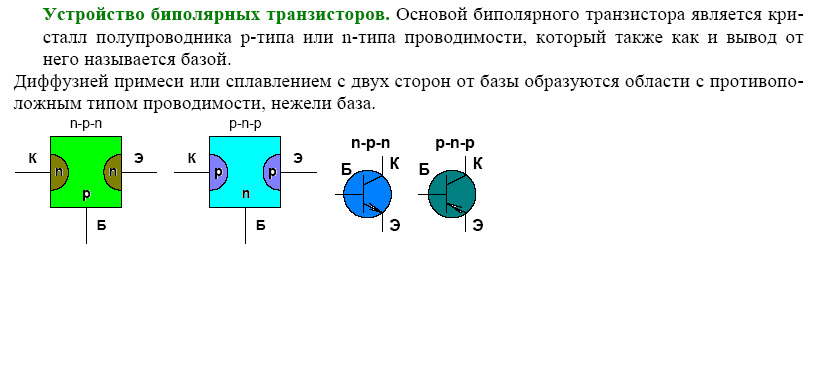 Устройство биполярных транзисторов. Основой биполярного транзистора является кри-
сталл полупроводника p-типа или n-типа проводимости, который также как и вывод от
него называется базой.
Диффузией примеси или сплавлением с двух сторон от базы образуются области с противопо-
ложным типом проводимости, нежели база.
n-p-n p-n-p
n-p-n p-n-p
К Э К Э Б К Б К
n n p p
p n
Б Б Э Э